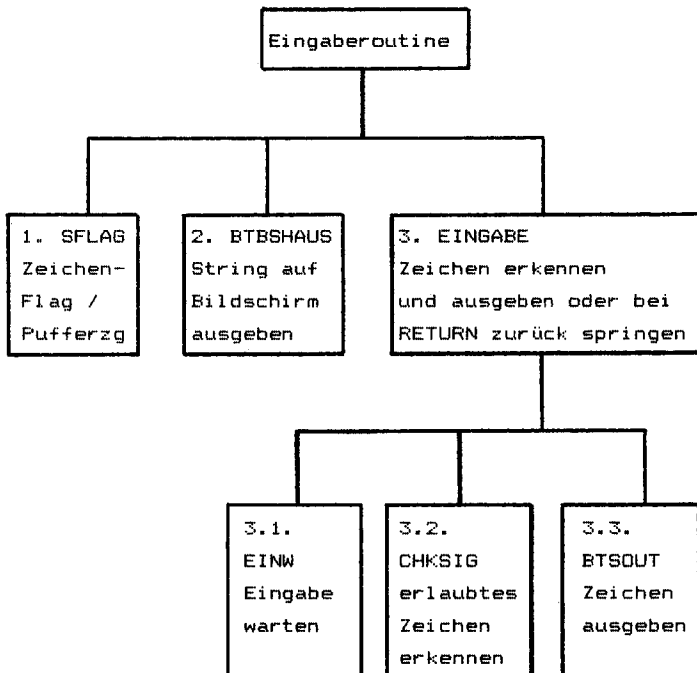 Eingaberoutine
1. SFLAG
Zeichen-
Flag /
Pufferzg
2. BTBSHAUS
String auf
Bildschirm
ausgeben
3. EINGABE
Zeichen erkennen
und ausgeben oder bei
RETURN zurück springen
3.1.
EINW
Eingabe
warten
3.2.
CHKSIG
erlaubtes
Zeichen
erkennen
3.3.
BTSOUT
Zeichen
ausgeben